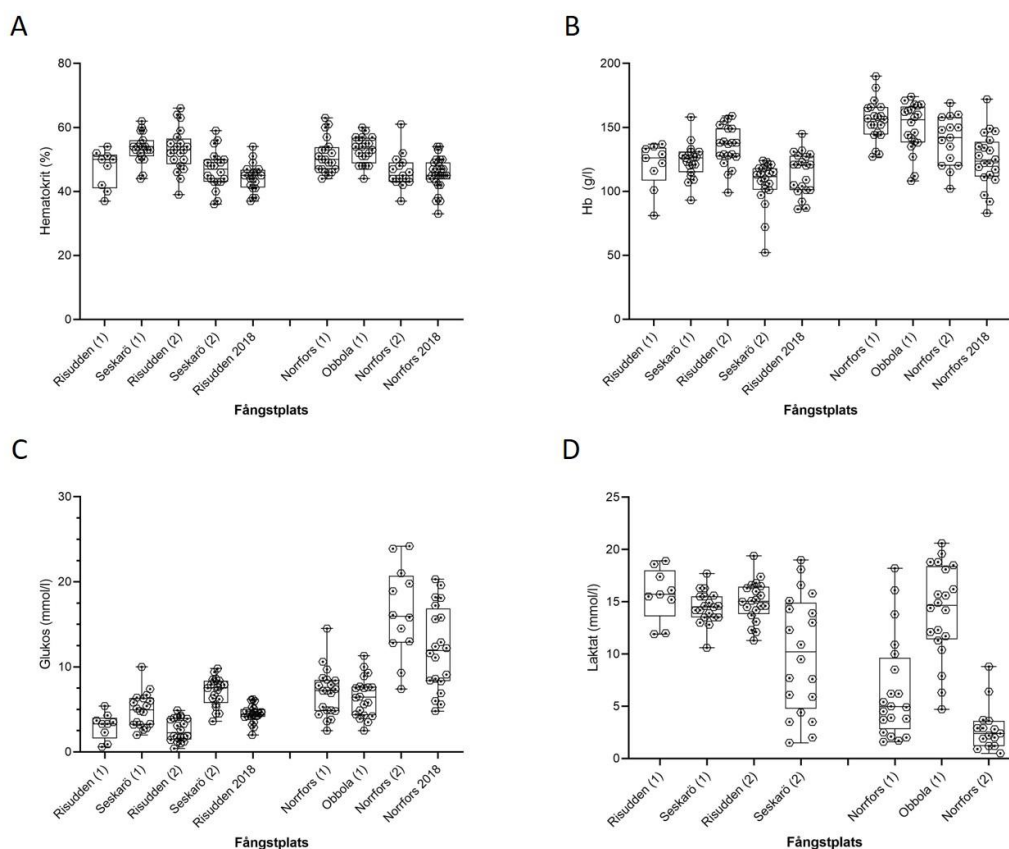 A
Hematokrit (%)
80
60
40
20
0
Risudden (1)
Seskarö (1)
Risudden (2)
Seskarö (2)
Risudden 2018
Norrfors (1)
Obbola (1)
Norrfors (2)
Norrfors 2018
Fångstplats
B
Hb (g/l)
200
150
100
50
0
Risudden (1)
Seskarö (1)
Risudden (2)
Seskarö (2)
Risudden 2018
Norrfors (1)
Obbola (1)
Norrfors (2)
Norrfors 2018
Fångstplats
C
Glukos (mmol/l)
30
20
10
0
Risudden (1)
Seskarö (1)
Risudden (2)
Seskarö (2)
Risudden 2018
Norrfors (1)
Obbola (1)
Norrfors (2)
Norrfors 2018
Fångstplats
D
Laktat (mmol/l)
25
20
15
10
5
0
Risudden (1)
Seskarö (1)
Risudden (2)
Seskarö (2)
Norrfors (1)
Obbola (1)
Norrfors (2)
Fångstplats